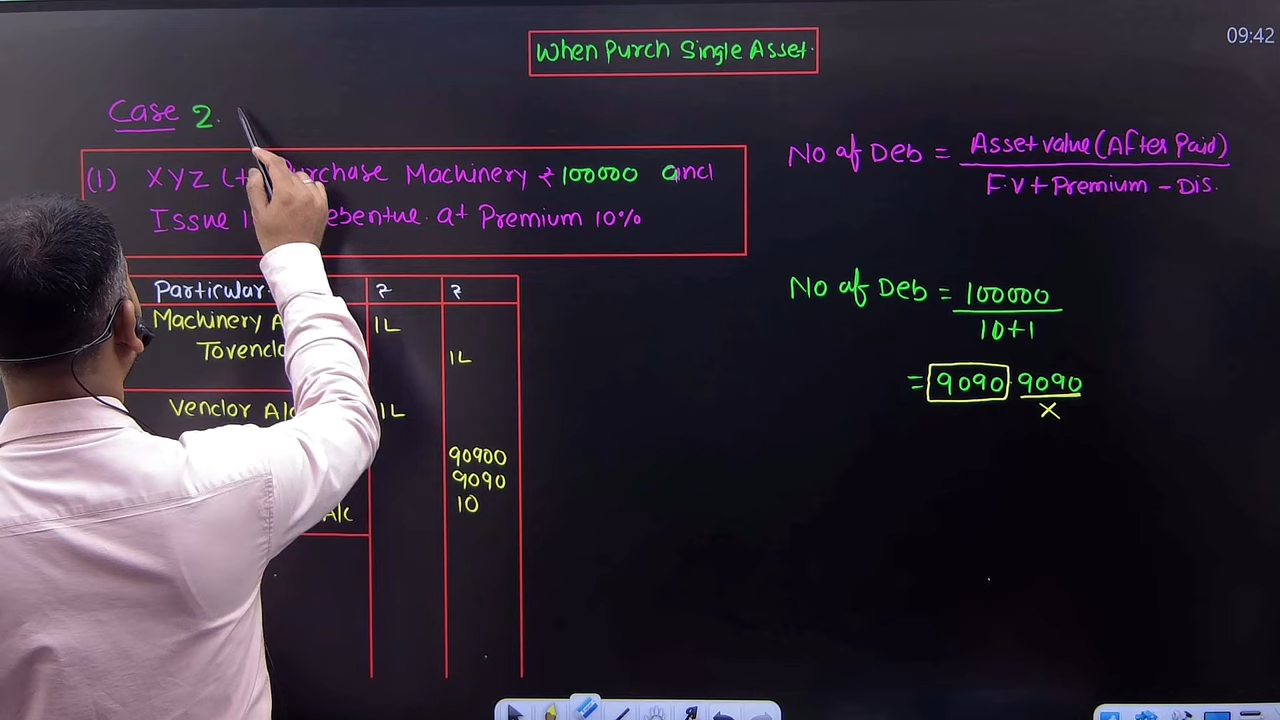 When Purch Single Asset.
09:42
Case 2.
(1) XYZ Purchase Machinery ₹100000 and
Issue at Premium 10%
No of Deb = Asset value (After Paid)
F.V + Premium - Dis.
Particular ₹ ₹
Machinery 1L
To vendo 1L
Vendor A/c 1L
90900
9090
10
A/c
No of Deb = 100000
10+1
= 9090.9090
X